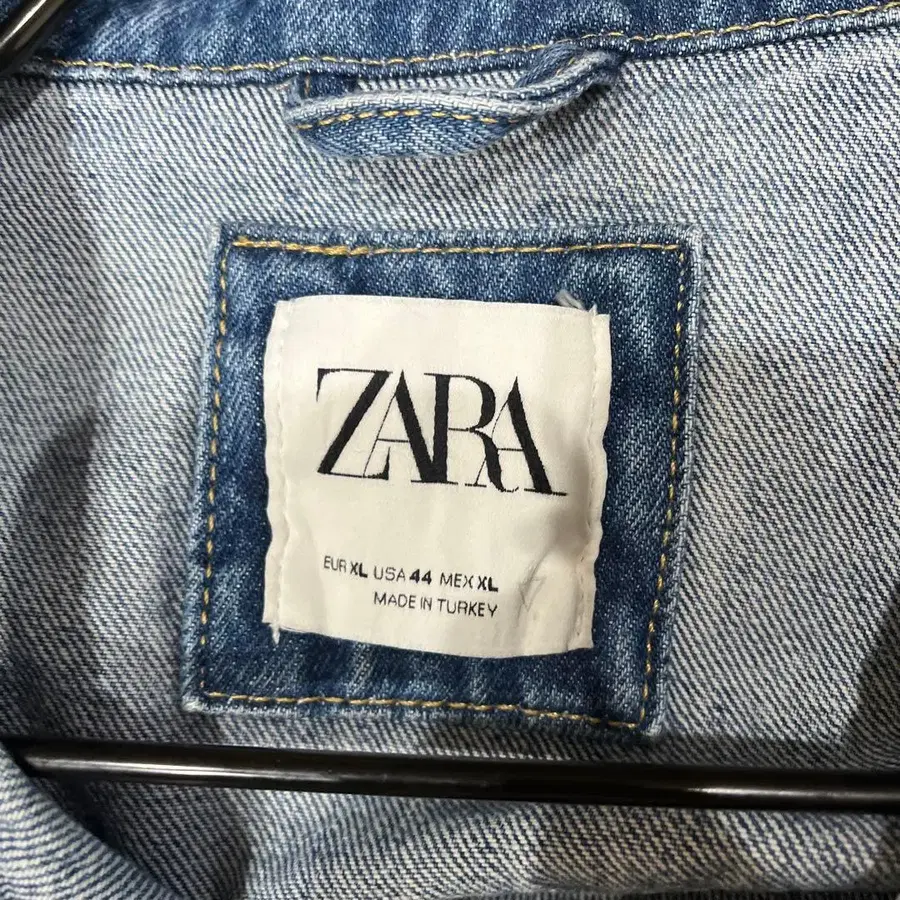 ZARA
EUR XL USA 44 MEX XL
MADE IN TURKEY